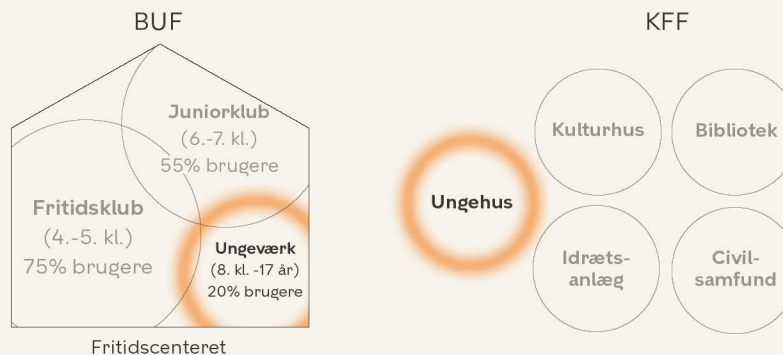 BUF
Juniorklub
(6.-7. kl.)
55% brugere
Fritidsklub
(4.-5. kl.)
75% brugere
Ungeværk
(8. kl. -17 år)
20% brugere
Fritidscenteret
KFF
Ungehus
Kulturhus
Bibliotek
Idræts-
anlæg
Civil-
samfund